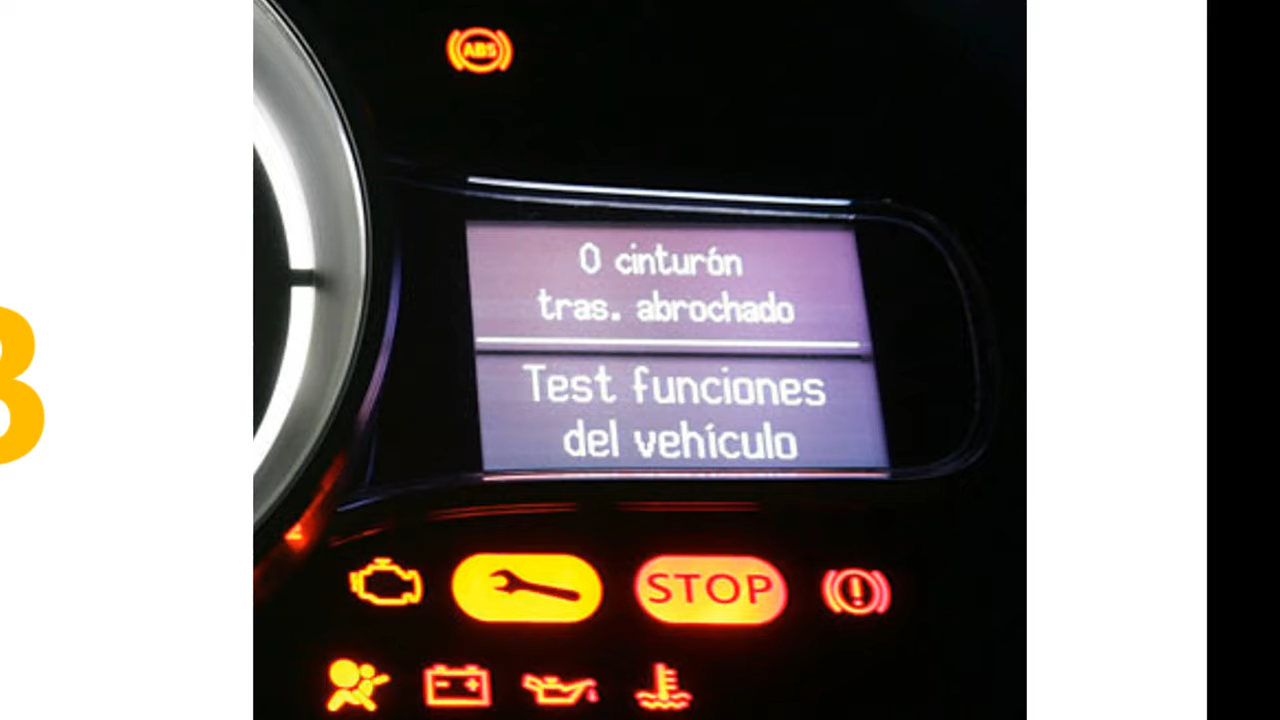 ABS
0 cinturón
tras. abrochado
Test funciones
del vehículo
STOP